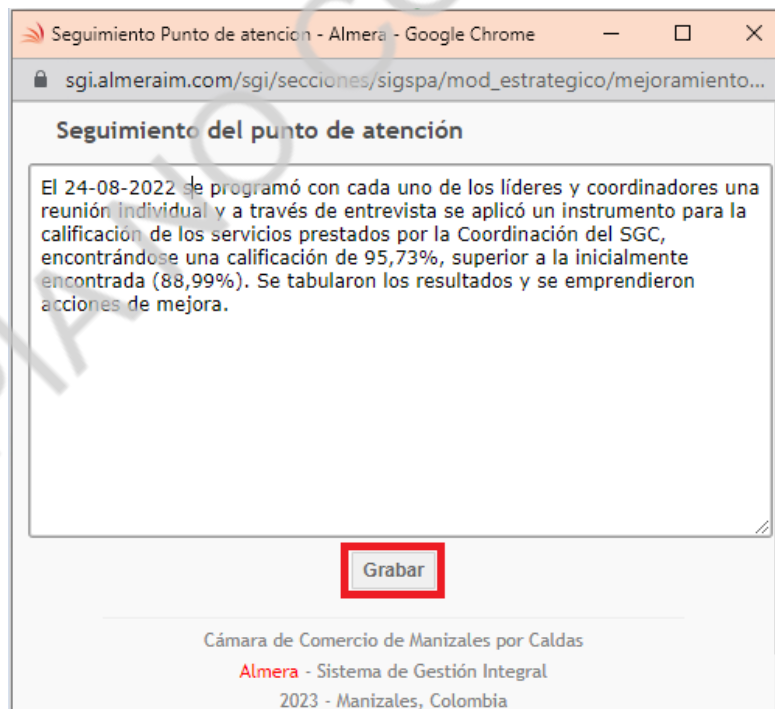 Seguimiento Punto de atención - Almera - Google Chrome
sgi.almeraim.com/sgi/secciones/sigspa/mod_estrategico/mejoramiento...
Seguimiento del punto de atención
El 24-08-2022 se programó con cada uno de los líderes y coordinadores una
reunión individual y a través de entrevista se aplicó un instrumento para la
calificación de los servicios prestados por la Coordinación del SGC,
encontrándose una calificación de 95,73%, superior a la inicialmente
encontrada (88,99%). Se tabularon los resultados y se emprendieron
acciones de mejora.
Grabar
Cámara de Comercio de Manizales por Caldas
Almera - Sistema de Gestión Integral
2023 - Manizales, Colombia